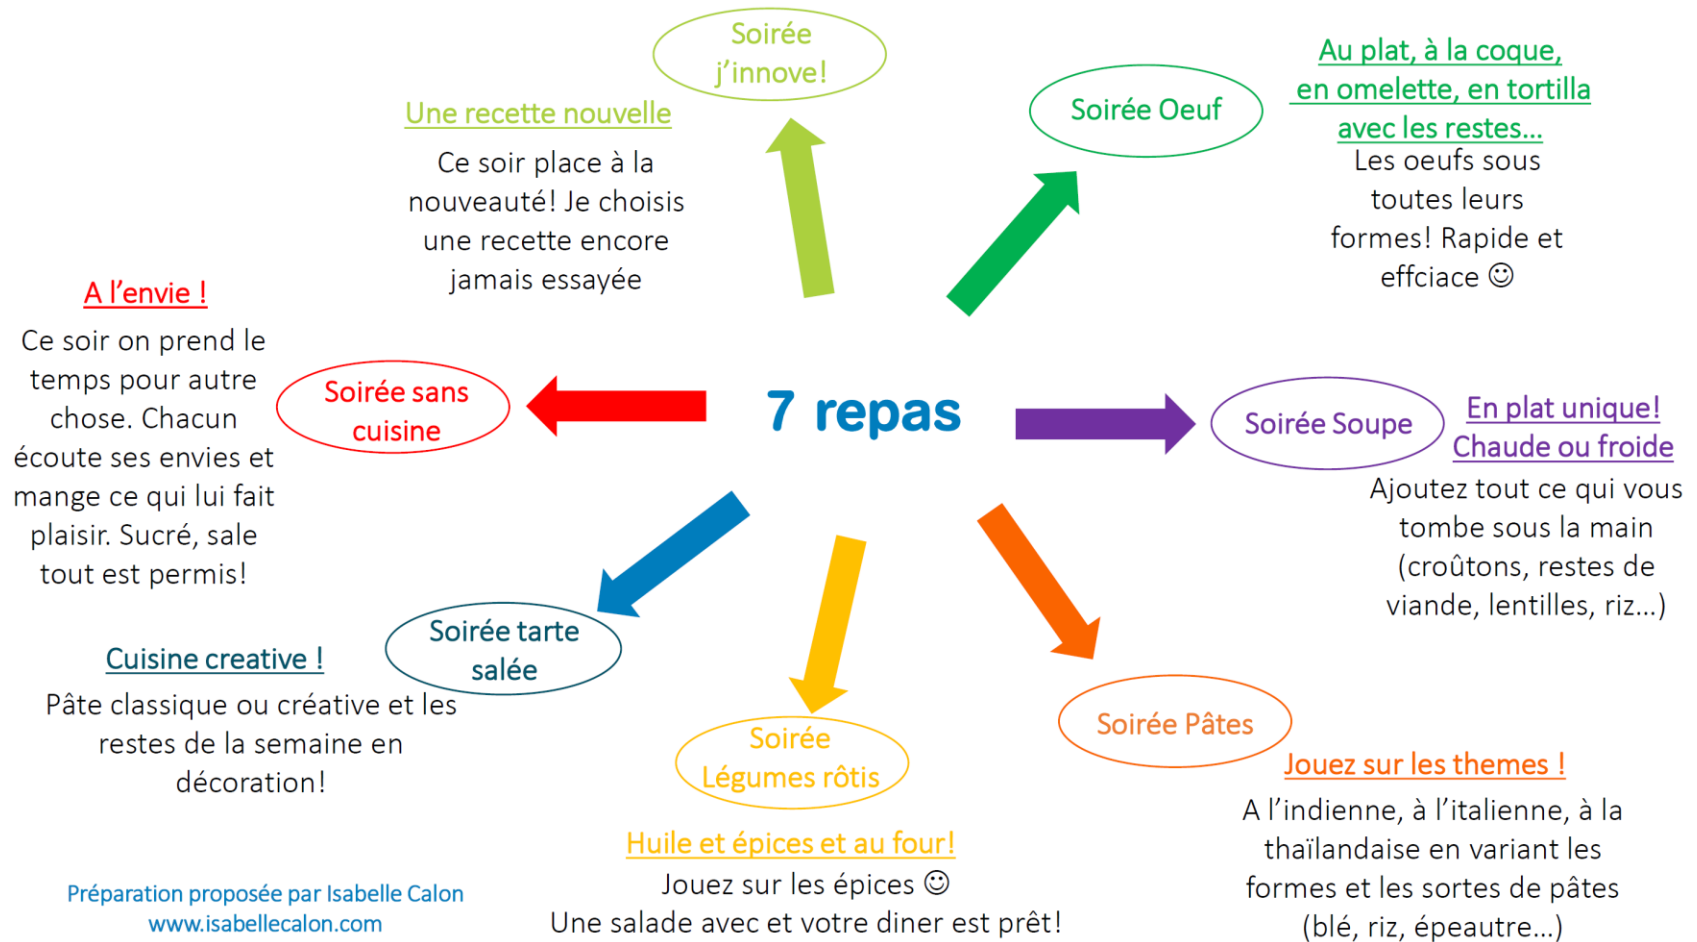 Soirée
j’innove!
Une recette nouvelle
Ce soir place à la
nouveauté! Je choisis
une recette encore
jamais essayée
Soirée Oeuf
Au plat, à la coque,
en omelette, en tortilla
avec les restes...
Les oeufs sous
toutes leurs
formes! Rapide et
effciace ☺
A l’envie !
Ce soir on prend le
temps pour autre
chose. Chacun
écoute ses envies et
mange ce qui lui fait
plaisir. Sucré, sale
tout est permis!
Soirée sans
cuisine
7 repas
Soirée Soupe
En plat unique!
Chaude ou froide
Ajoutez tout ce qui vous
tombe sous la main
(croûtons, restes de
viande, lentilles, riz...)
Soirée tarte
salée
Cuisine creative !
Pâte classique ou créative et les
restes de la semaine en
décoration!
Soirée
Légumes rôtis
Huile et épices et au four!
Jouez sur les épices ☺
Une salade avec et votre diner est prêt!
Soirée Pâtes
Jouez sur les themes !
A l’indienne, à l’italienne, à la
thaïlandaise en variant les
formes et les sortes de pâtes
(blé, riz, épeautre...)
Préparation proposée par Isabelle Calon
www.isabellecalon.com